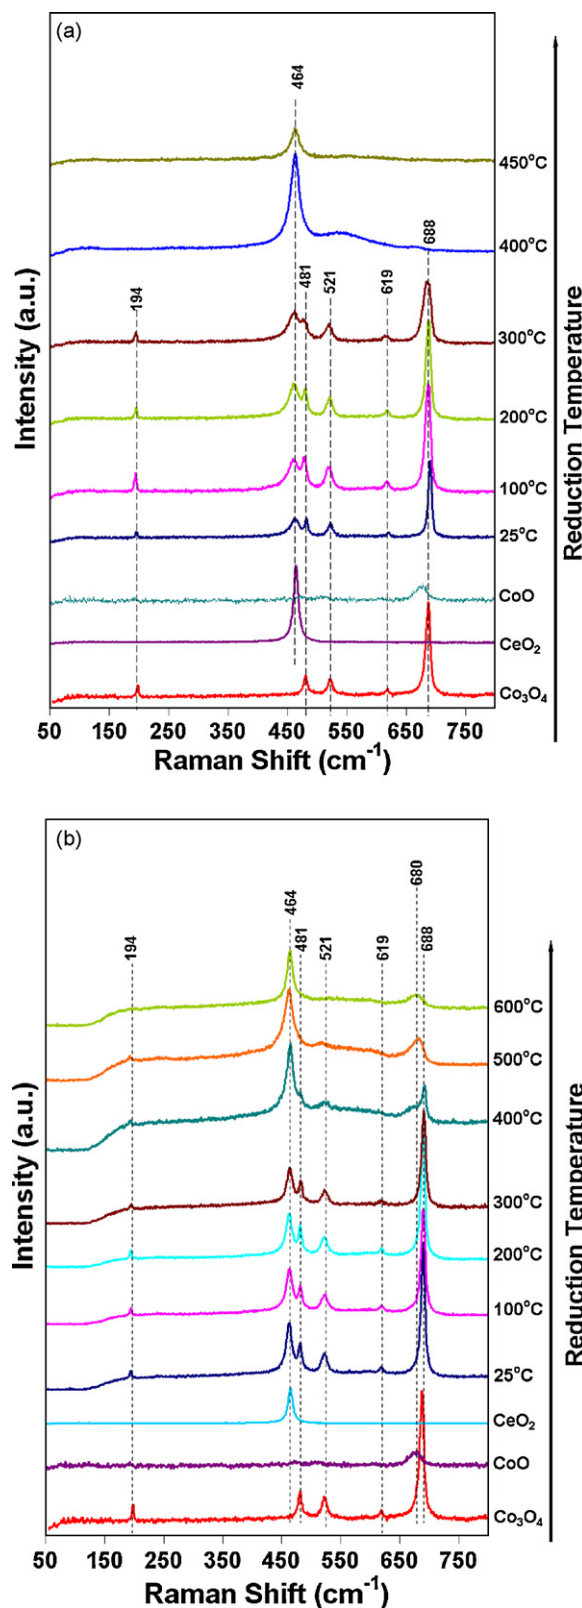 (a)
464
450°C
400°C
688
481
521
619
194
300°C
200°C
100°C
25°C
CoO
CeO2
Co3O4
Intensity (a.u.)
Reduction Temperature
50 150 250 350 450 550 650 750
Raman Shift (cm-1)
(b)
680
464
481
521
619
688
194
600°C
500°C
400°C
300°C
200°C
100°C
25°C
CeO2
CoO
Co3O4
Intensity (a.u.)
Reduction Temperature
50 150 250 350 450 550 650 750
Raman Shift (cm-1)